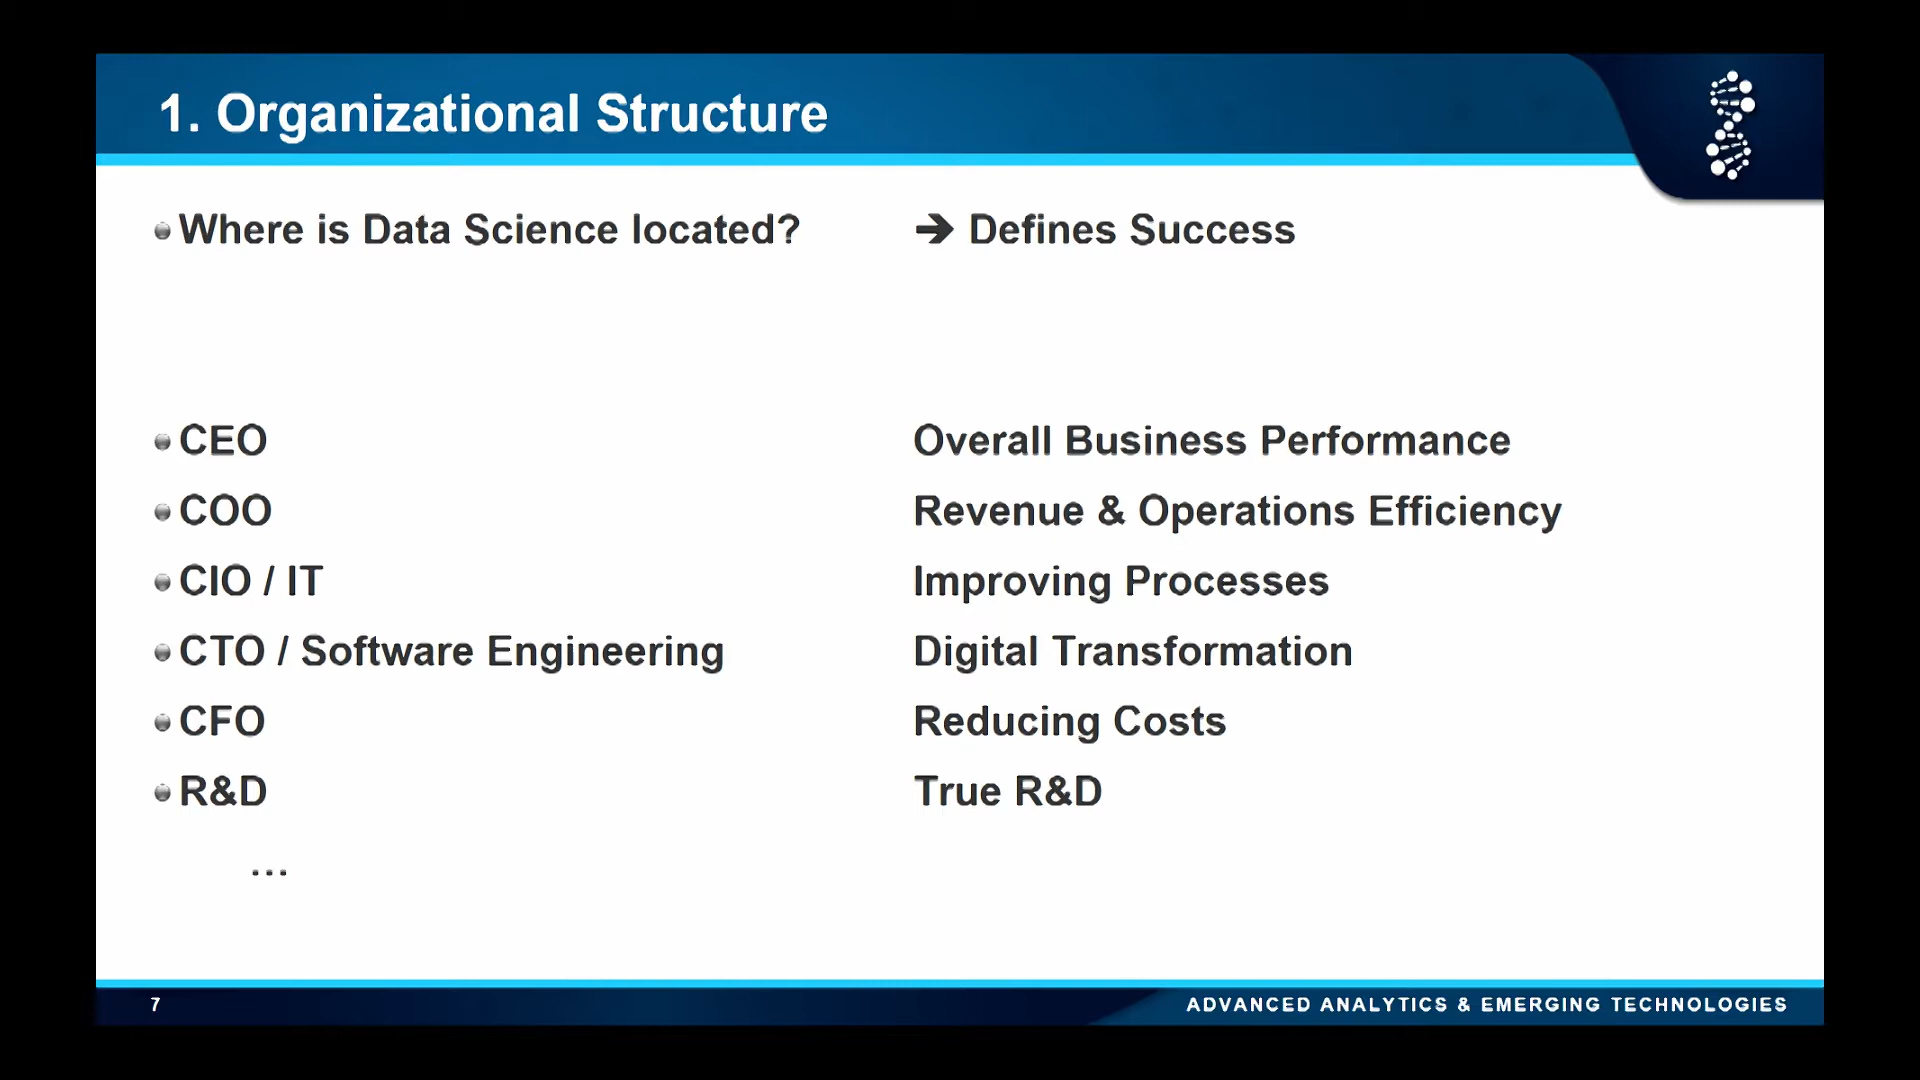 1. Organizational Structure
Where is Data Science located? ➔ Defines Success
CEO Overall Business Performance
COO Revenue & Operations Efficiency
CIO / IT Improving Processes
CTO / Software Engineering Digital Transformation
CFO Reducing Costs
R&D True R&D
...
7 ADVANCED ANALYTICS & EMERGING TECHNOLOGIES